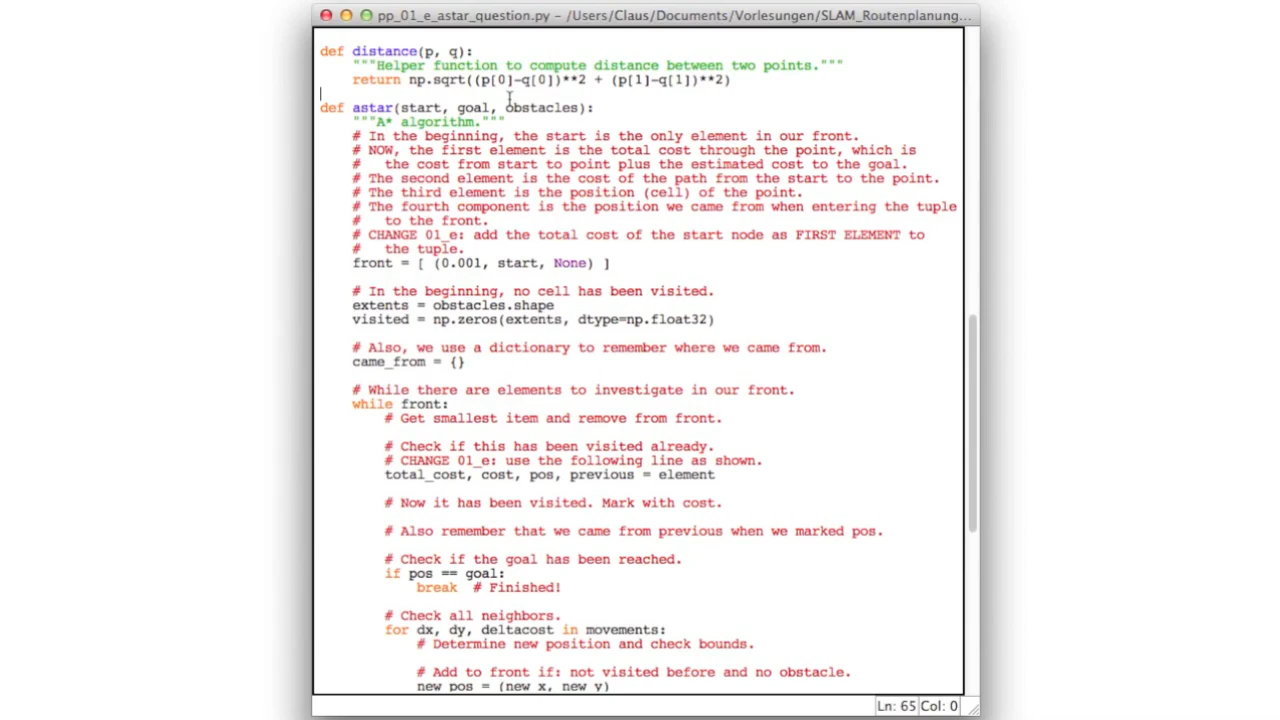 pp_01_e_astar_question.py – /Users/Claus/Documents/Vorlesungen/SLAM_Routenplanung...
def distance(p, q):
    """Helper function to compute distance between two points."""
    return np.sqrt((p[0]-q[0])**2 + (p[1]-q[1])**2)
def astar(start, goal, obstacles):
    """A* algorithm."""
    # In the beginning, the start is the only element in our front.
    # NOW, the first element is the total cost through the point, which is
    #   the cost from start to point plus the estimated cost to the goal.
    # The second element is the cost of the path from the start to the point.
    # The third element is the position (cell) of the point.
    # The fourth component is the position we came from when entering the tuple
    #   to the front.
    # CHANGE 01_e: add the total cost of the start node as FIRST ELEMENT to
    #   the tuple.
    front = [ (0.001, start, None) ]
    # In the beginning, no cell has been visited.
    extents = obstacles.shape
    visited = np.zeros(extents, dtype=np.float32)
    # Also, we use a dictionary to remember where we came from.
    came_from = {}
    # While there are elements to investigate in our front.
    while front:
        # Get smallest item and remove from front.
        # Check if this has been visited already.
        # CHANGE 01_e: use the following line as shown.
        total_cost, cost, pos, previous = element
        # Now it has been visited. Mark with cost.
        # Also remember that we came from previous when we marked pos.
        # Check if the goal has been reached.
        if pos == goal:
            break  # Finished!
        # Check all neighbors.
        for dx, dy, deltacost in movements:
            # Determine new position and check bounds.
            # Add to front if: not visited before and no obstacle.
            new_pos = (new_x, new_y)
Ln: 65 Col: 0